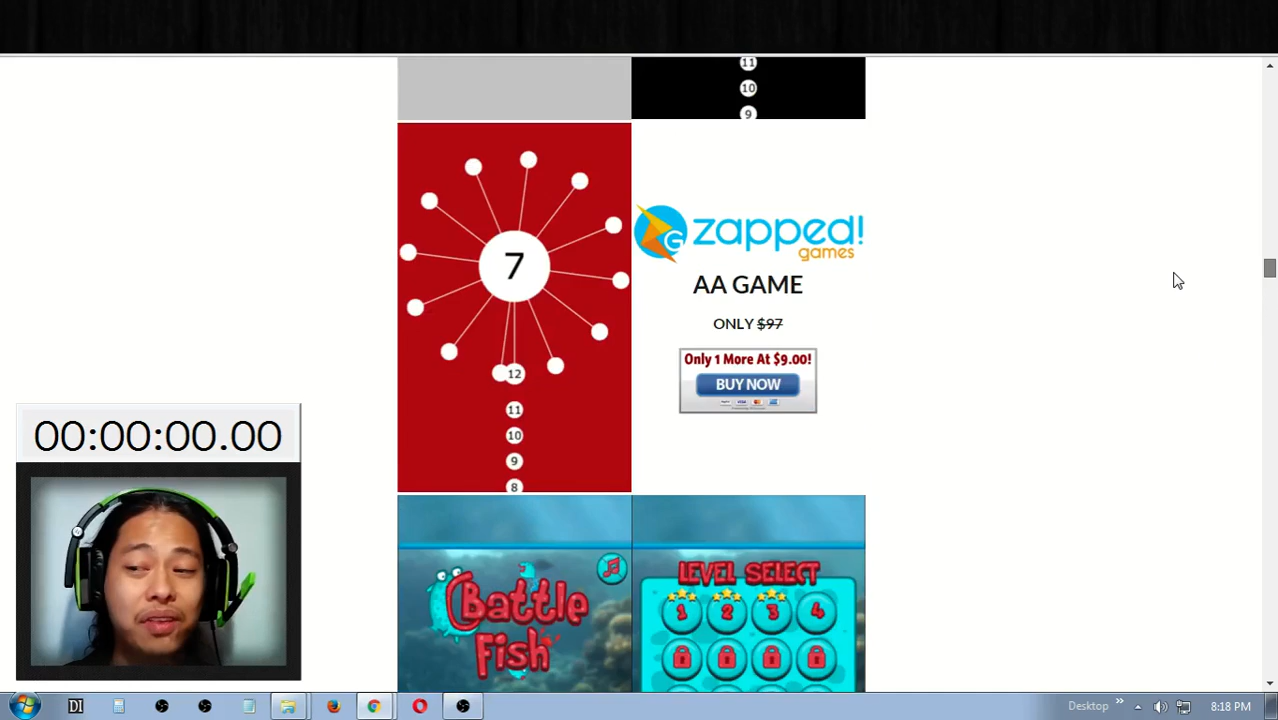 11
10
9
7
12
11
10
9
8
G zapped!
games
AA GAME
ONLY $97
Only 1 More At $9.00!
BUY NOW
00:00:00.00
Battle
Fish
LEVEL SELECT
1 2 3 4
DI
Desktop
8:18 PM